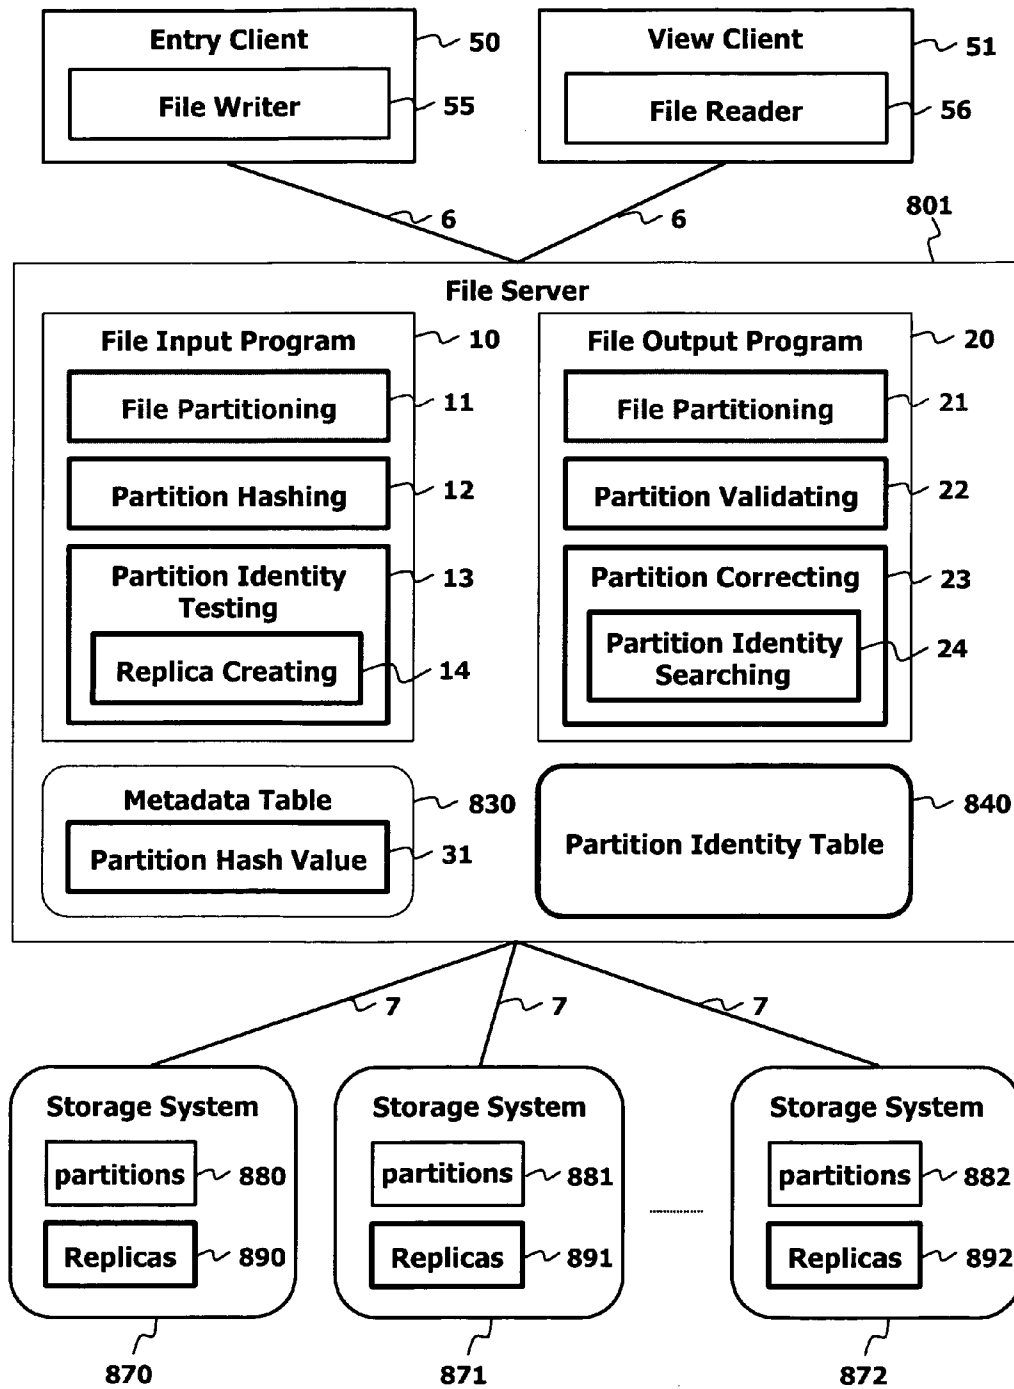 Entry Client
50
File Writer
55
View Client
51
File Reader
56
6
6
801
File Server
File Input Program
10
File Partitioning
11
Partition Hashing
12
Partition Identity
Testing
13
Replica Creating
14
File Output Program
20
File Partitioning
21
Partition Validating
22
Partition Correcting
23
Partition Identity
Searching
24
Metadata Table
830
Partition Hash Value
31
Partition Identity Table
840
7
7
7
Storage System
partitions
880
Replicas
890
870
Storage System
partitions
881
Replicas
891
871
Storage System
partitions
882
Replicas
892
872